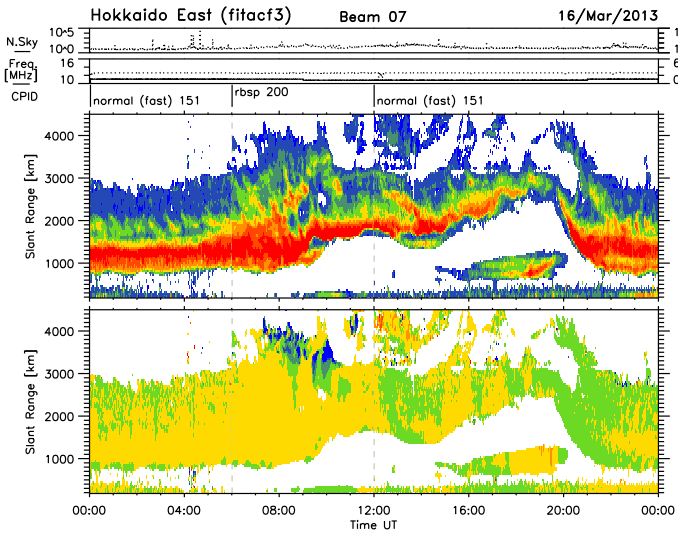 Hokkaido East (fitacf3) Beam 07 16/Mar/2013
N.Sky 10^5 10^0
Freq. [MHz] 16 10
CPID normal (fast) 151 rbsp 200 normal (fast) 151
Slant Range [km] 4000 3000 2000 1000
Slant Range [km] 4000 3000 2000 1000
00:00 04:00 08:00 12:00 16:00 20:00 00:00
Time UT